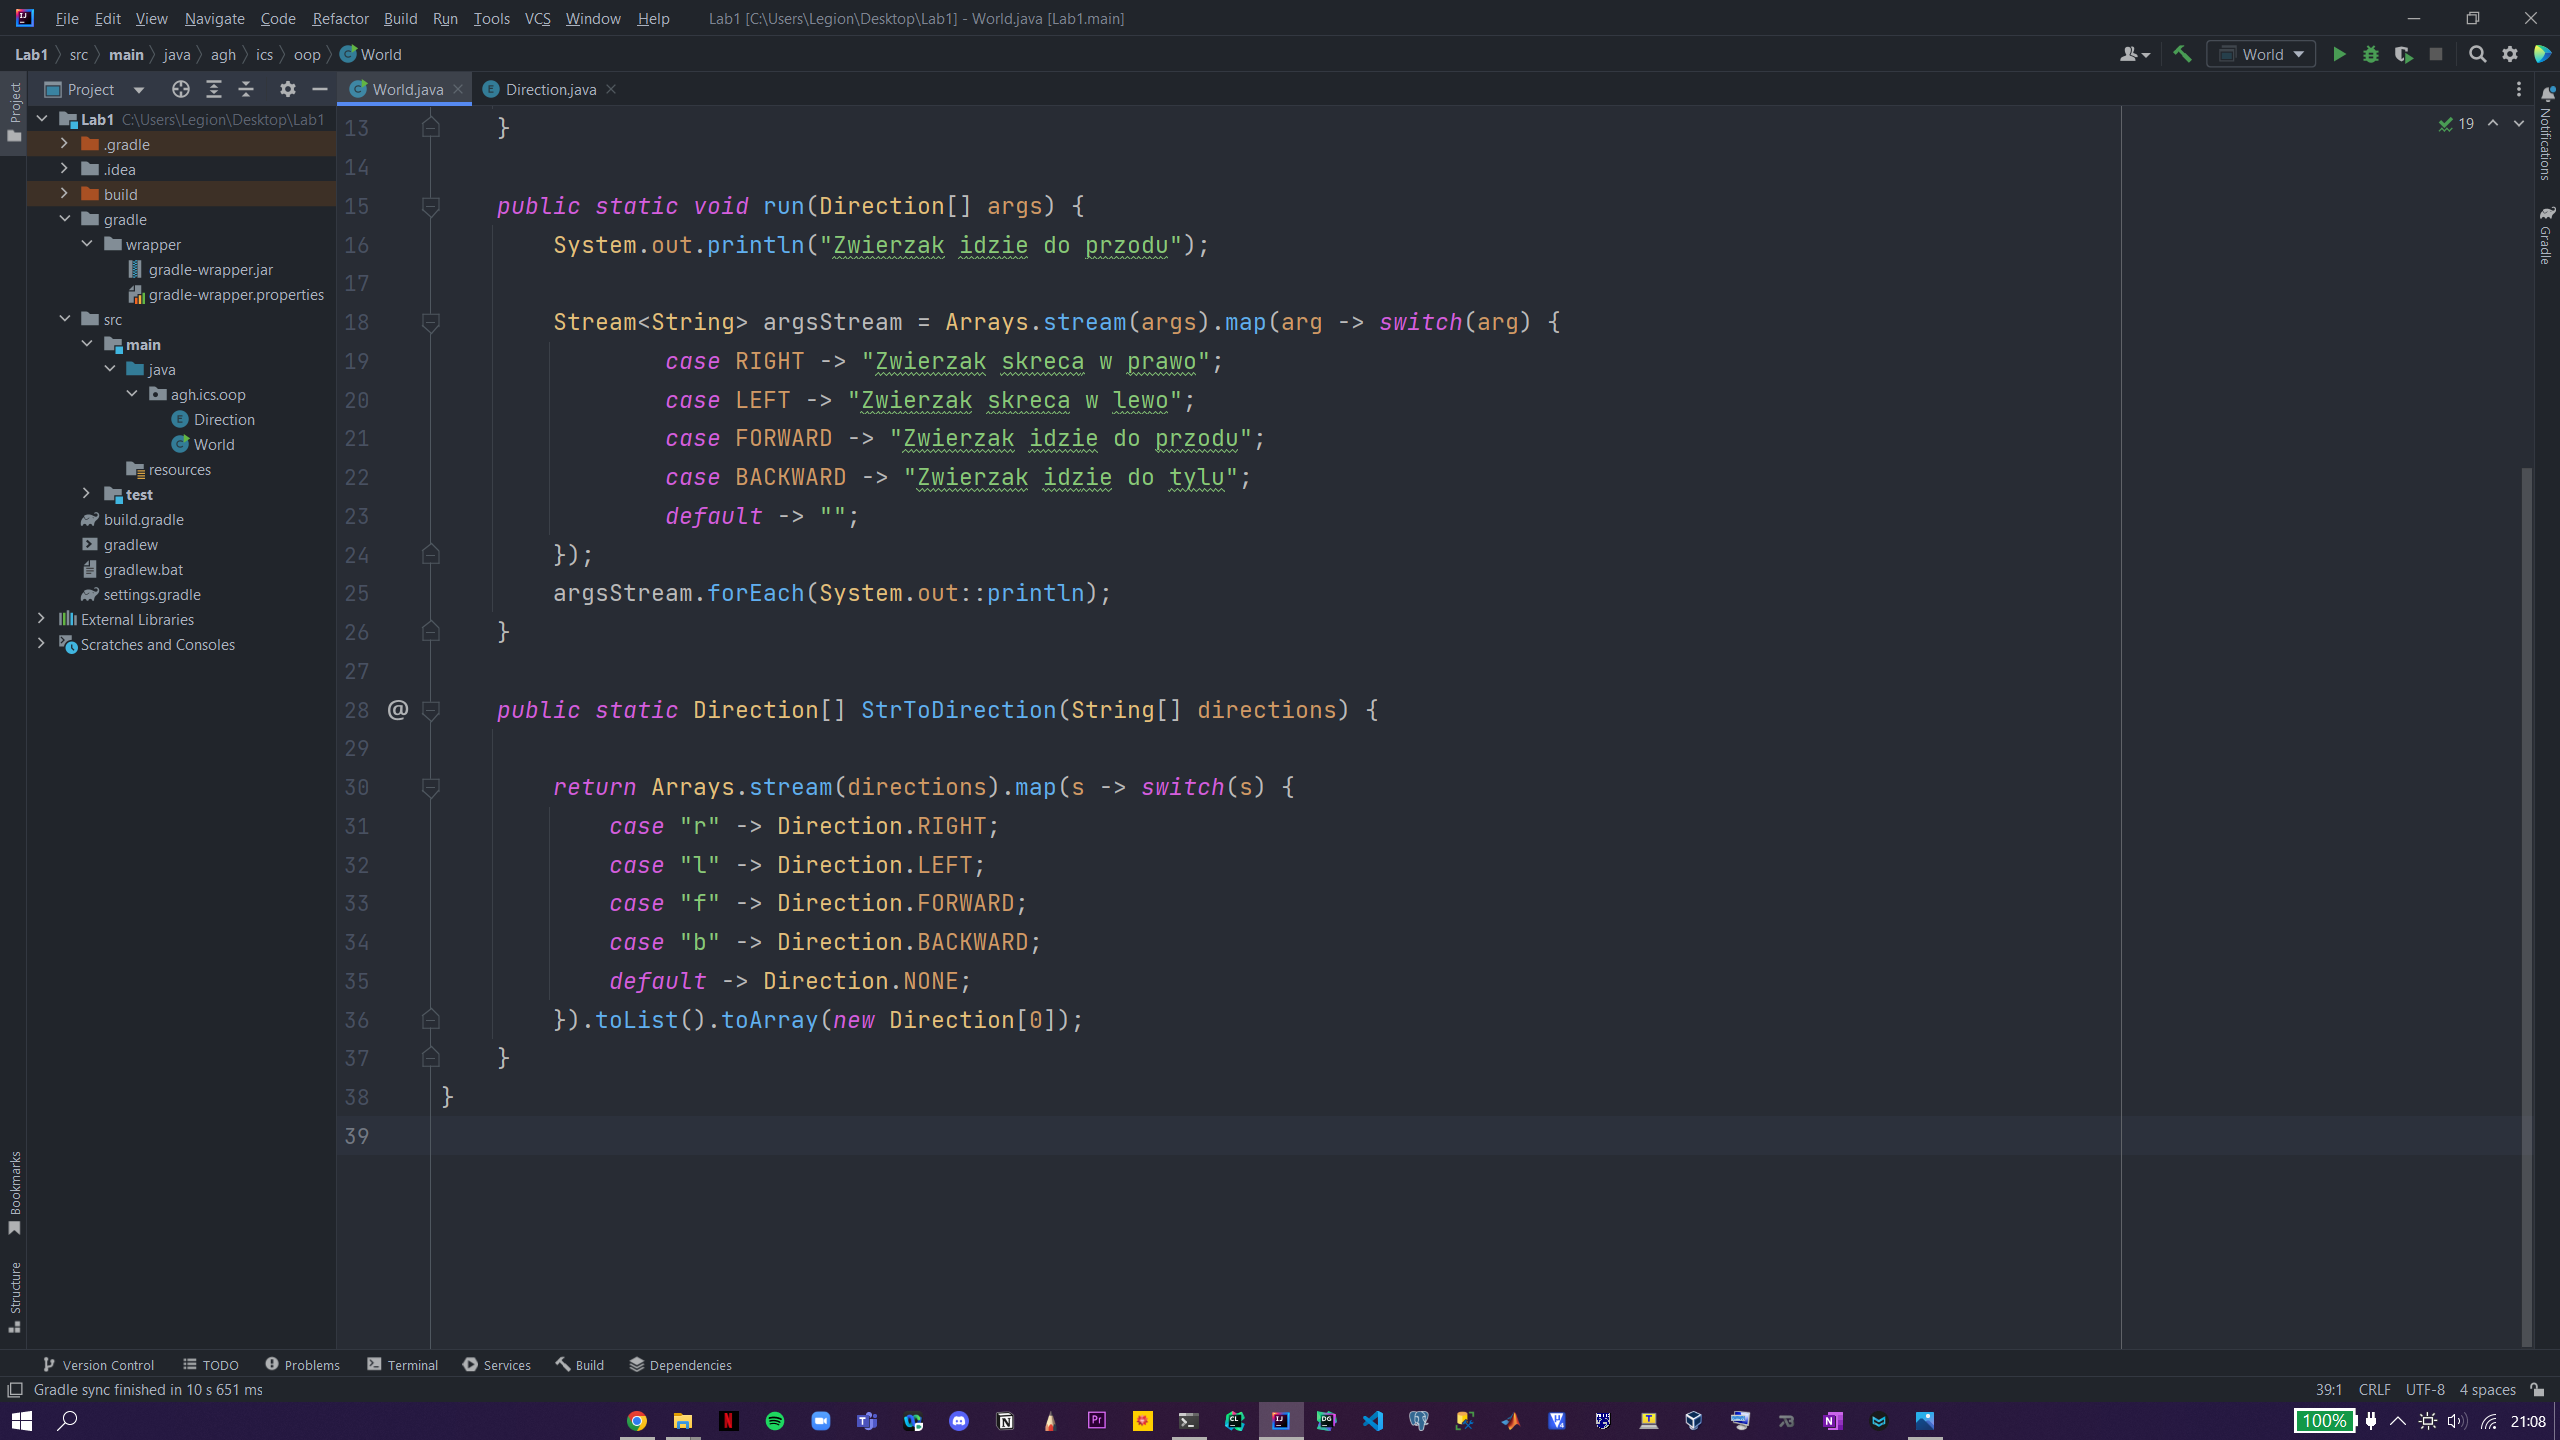 File Edit View Navigate Code Refactor Build Run Tools VCS Window Help Lab1 [C:\Users\Legion\Desktop\Lab1] - World.java [Lab1.main]
Lab1 src main java agh ics oop World
World
Project
World.java
Direction.java
Project
Lab1 C:\Users\Legion\Desktop\Lab1
.gradle
.idea
build
gradle
wrapper
gradle-wrapper.jar
gradle-wrapper.properties
src
main
java
agh.ics.oop
Direction
World
resources
test
build.gradle
gradlew
gradlew.bat
settings.gradle
External Libraries
Scratches and Consoles
19
Notifications
Gradle
13 }
14
15 public static void run(Direction[] args) {
16 System.out.println("Zwierzak idzie do przodu");
17
18 Stream<String> argsStream = Arrays.stream(args).map(arg -> switch(arg) {
19 case RIGHT -> "Zwierzak skreca w prawo";
20 case LEFT -> "Zwierzak skreca w lewo";
21 case FORWARD -> "Zwierzak idzie do przodu";
22 case BACKWARD -> "Zwierzak idzie do tylu";
23 default -> "";
24 });
25 argsStream.forEach(System.out::println);
26 }
27
28 @ public static Direction[] StrToDirection(String[] directions) {
29
30 return Arrays.stream(directions).map(s -> switch(s) {
31 case "r" -> Direction.RIGHT;
32 case "l" -> Direction.LEFT;
33 case "f" -> Direction.FORWARD;
34 case "b" -> Direction.BACKWARD;
35 default -> Direction.NONE;
36 }).toList().toArray(new Direction[0]);
37 }
38 }
39
Bookmarks
Structure
Version Control TODO Problems Terminal Services Build Dependencies
Gradle sync finished in 10 s 651 ms
39:1 CRLF UTF-8 4 spaces
100% 21:08